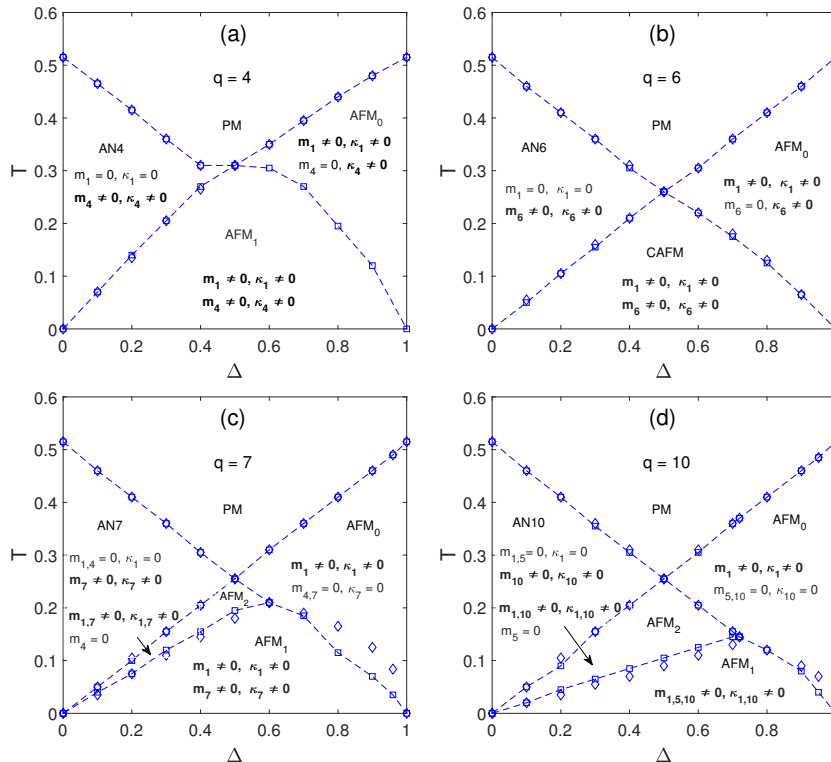 (a)
q = 4
PM
AN4
m₁ = 0, κ₁ = 0
m₄ ≠ 0, κ₄ ≠ 0
AFM₀
m₁ ≠ 0, κ₁ ≠ 0
m₄ = 0, κ₄ ≠ 0
AFM₁
m₁ ≠ 0, κ₁ ≠ 0
m₄ ≠ 0, κ₄ ≠ 0
T
0.6
0.5
0.4
0.3
0.2
0.1
0
0 0.2 0.4 0.6 0.8 1
Δ
(b)
q = 6
PM
AN6
m₁ = 0, κ₁ = 0
m₆ ≠ 0, κ₆ ≠ 0
AFM₀
m₁ ≠ 0, κ₁ ≠ 0
m₆ = 0, κ₆ ≠ 0
CAFM
m₁ ≠ 0, κ₁ ≠ 0
m₆ ≠ 0, κ₆ ≠ 0
T
0.6
0.5
0.4
0.3
0.2
0.1
0
0 0.2 0.4 0.6 0.8
Δ
(c)
q = 7
PM
AN7
m₁,₄ = 0, κ₁ = 0
m₇ ≠ 0, κ₇ ≠ 0
AFM₀
m₁ ≠ 0, κ₁ ≠ 0
m₄,₇ = 0, κ₇ = 0
AFM₂
m₁,₇ ≠ 0, κ₁,₇ ≠ 0
m₄ = 0
AFM₁
m₁ ≠ 0, κ₁ ≠ 0
m₇ ≠ 0, κ₇ ≠ 0
T
0.6
0.5
0.4
0.3
0.2
0.1
0
0 0.2 0.4 0.6 0.8 1
Δ
(d)
q = 10
PM
AN10
m₁,₅ = 0, κ₁ = 0
m₁₀ ≠ 0, κ₁₀ ≠ 0
AFM₀
m₁ ≠ 0, κ₁ ≠ 0
m₅,₁₀ = 0, κ₁₀ = 0
m₁,₁₀ ≠ 0, κ₁,₁₀ ≠ 0
m₅ = 0
AFM₂
AFM₁
m₁,₅,₁₀ ≠ 0, κ₁,₁₀ ≠ 0
T
0.6
0.5
0.4
0.3
0.2
0.1
0
0 0.2 0.4 0.6 0.8
Δ